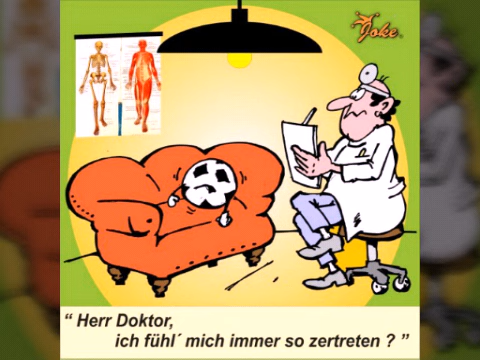 Joke
“ Herr Doktor,
ich fühl´ mich immer so zertreten ? ”